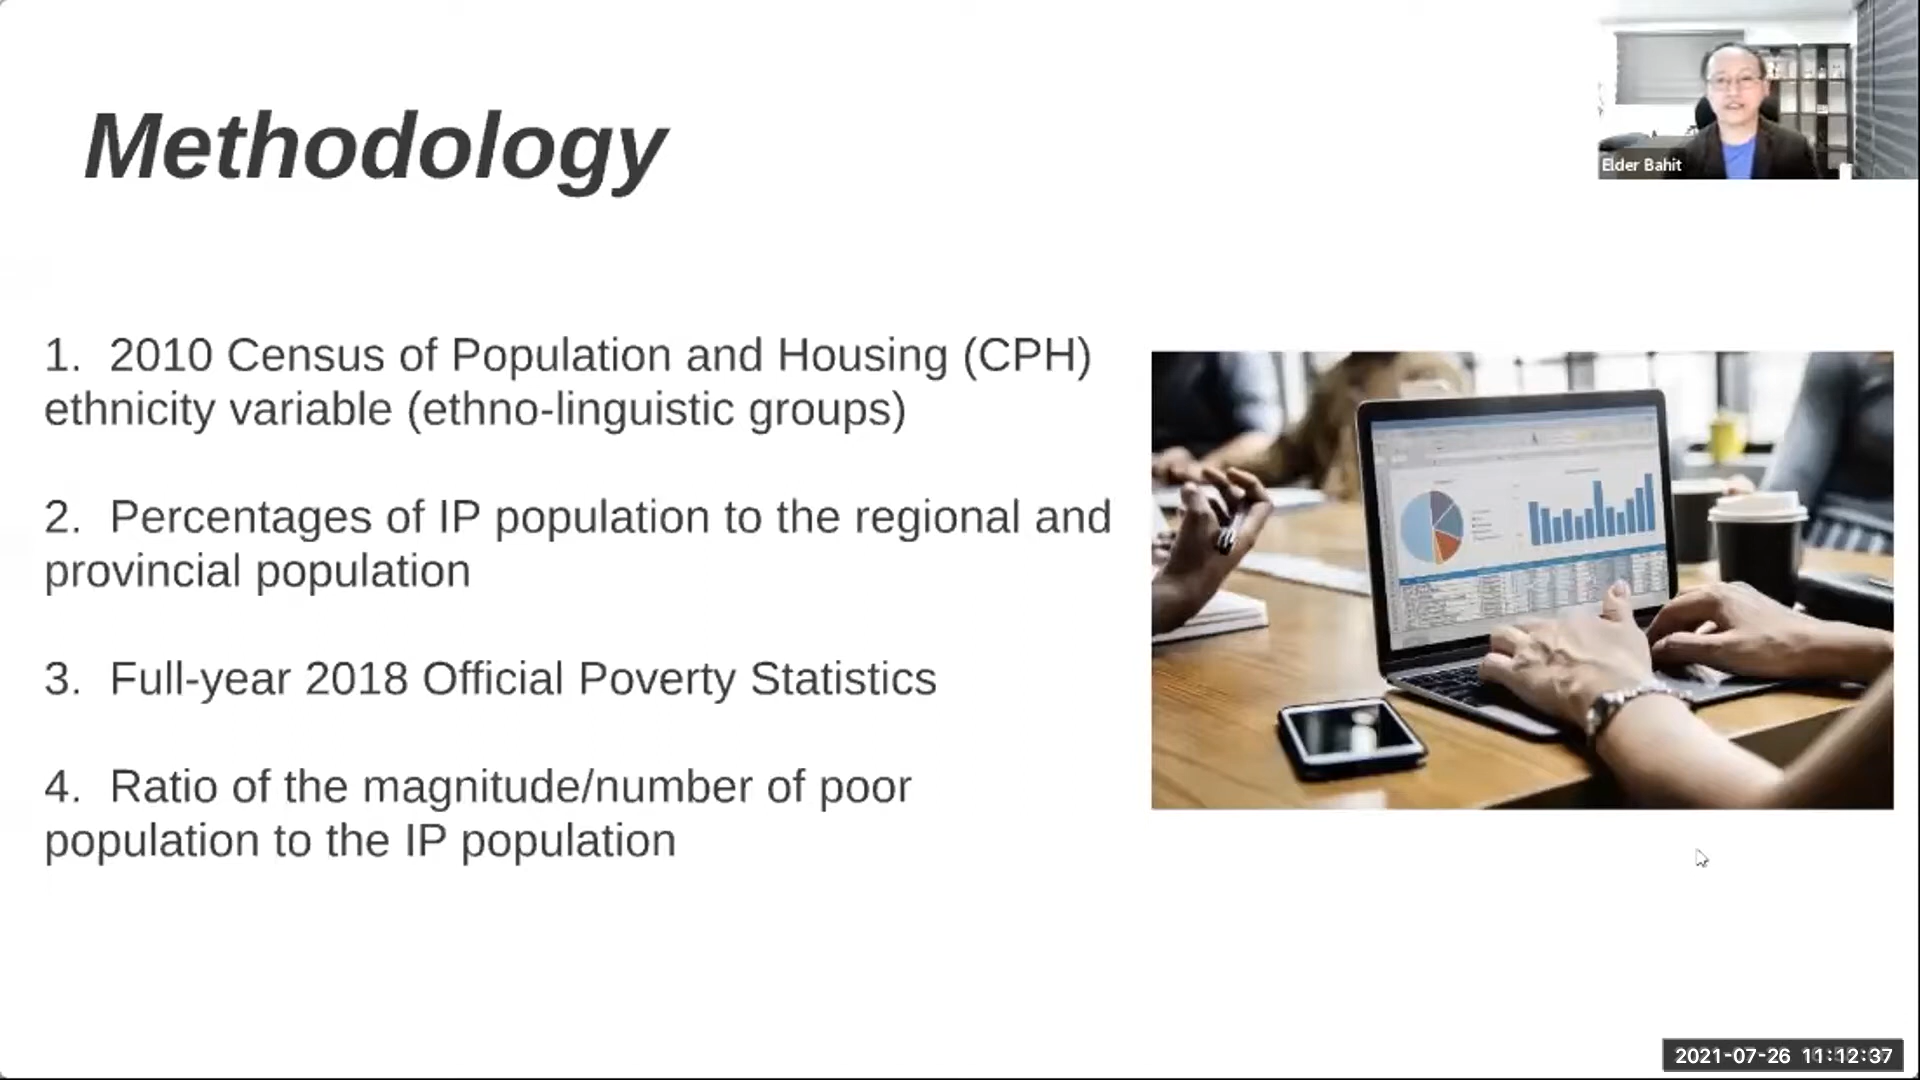 Methodology
Elder Bahit
1. 2010 Census of Population and Housing (CPH)
ethnicity variable (ethno-linguistic groups)
2. Percentages of IP population to the regional and
provincial population
3. Full-year 2018 Official Poverty Statistics
4. Ratio of the magnitude/number of poor
population to the IP population
2021-07-26 11:12:37